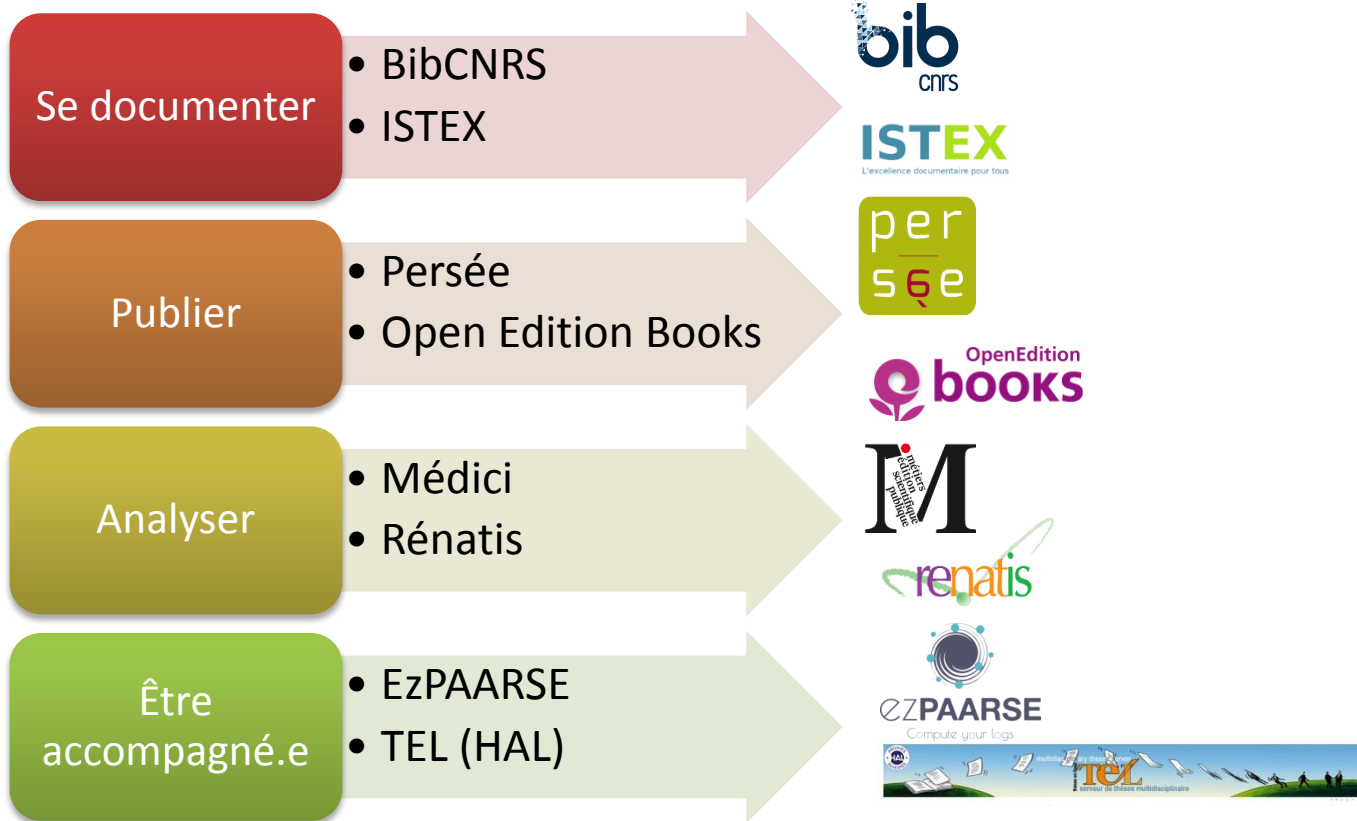 Se documenter
• BibCNRS
• ISTEX
bib
cnrs
ISTEX
L'excellence documentaire pour tous
Publier
• Persée
• Open Edition Books
per
sée
OpenEdition
books
Analyser
• Médici
• Rénatis
M
métiers
édition
scientifique
publique
renatis
Être
accompagné.e
• EzPAARSE
• TEL (HAL)
ezPAARSE
Compute your logs
HAL
TEL
serveur de thèses multidisciplinaire